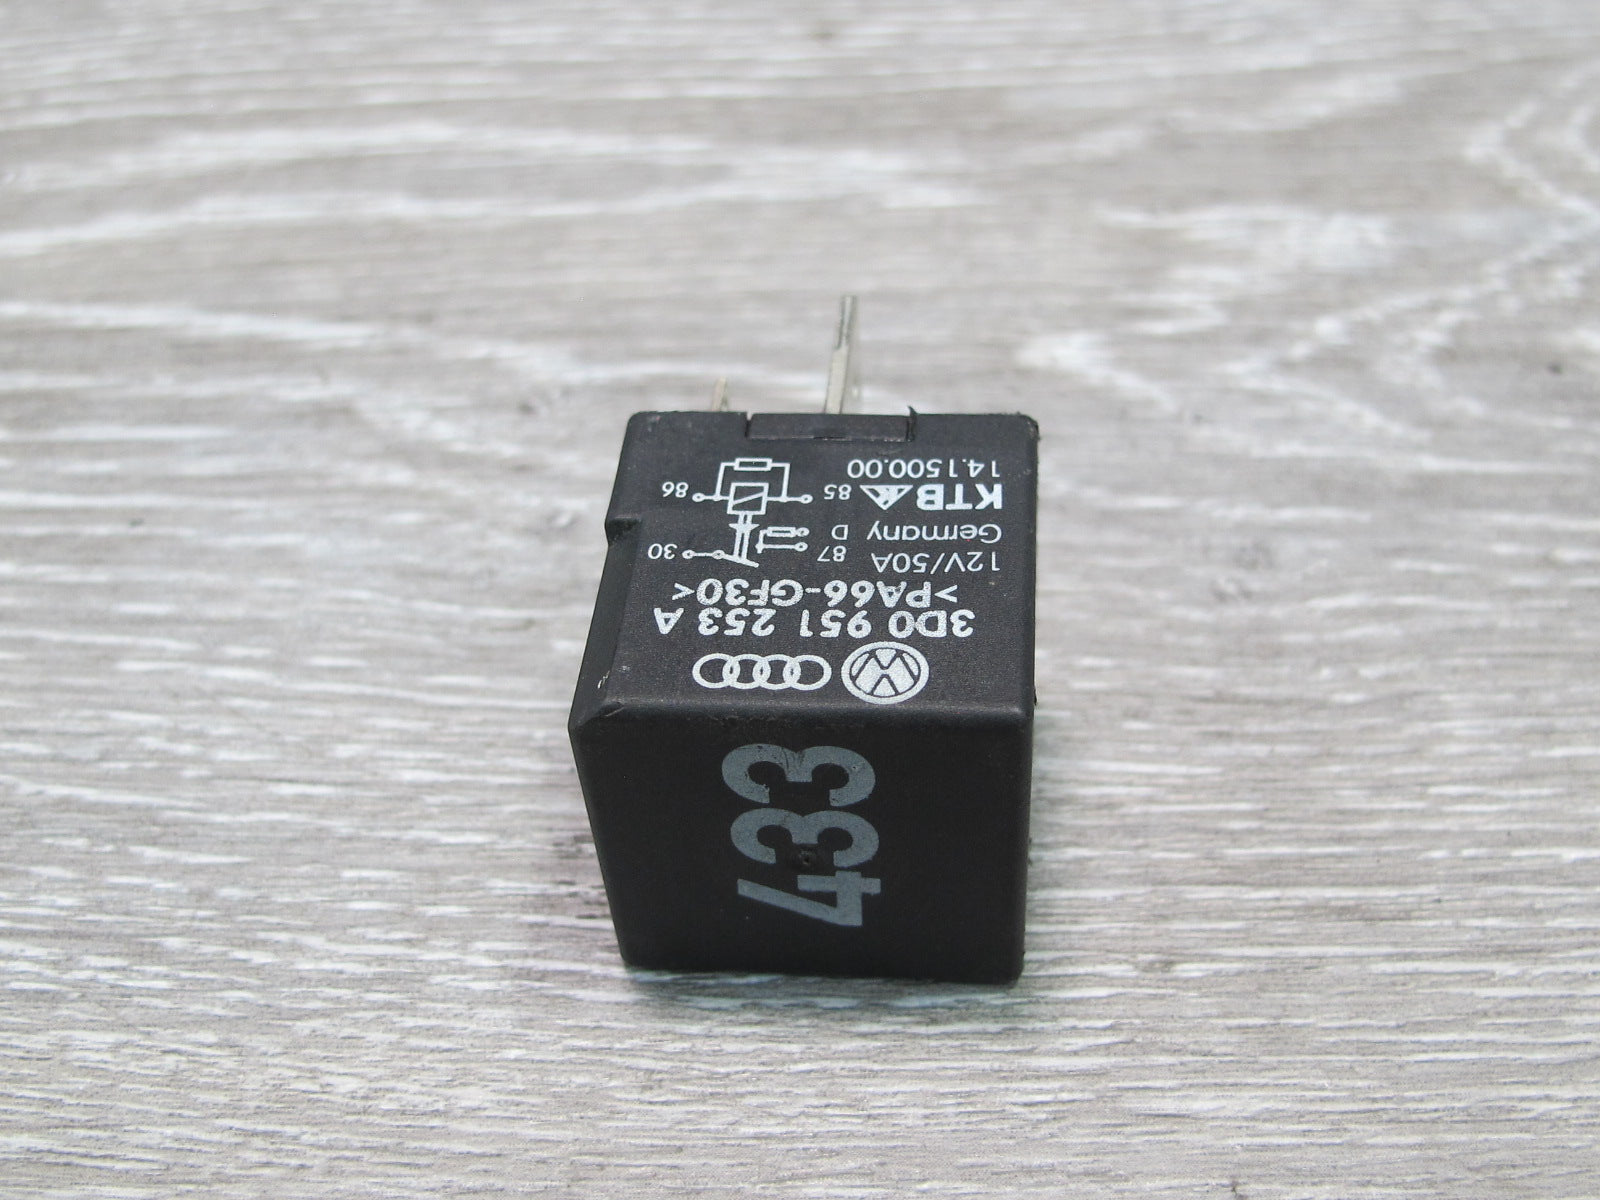 433
3D0 951 253 A
>PA66-GF30<
12V/50A
Germany
KTB
14.1500.00
87
D
85
30
86